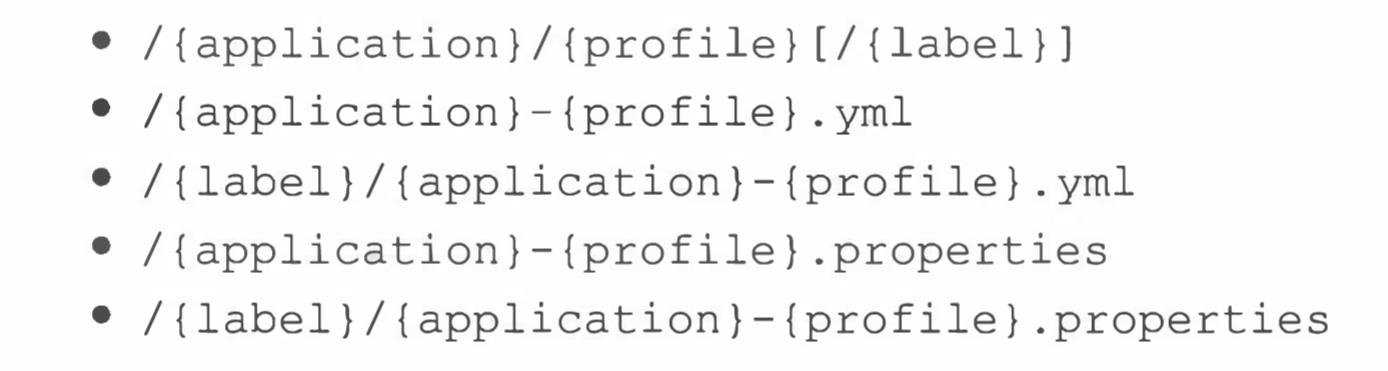 • /{application}/{profile}[/{label}]
• /{application}-{profile}.yml
• /{label}/{application}-{profile}.yml
• /{application}-{profile}.properties
• /{label}/{application}-{profile}.properties